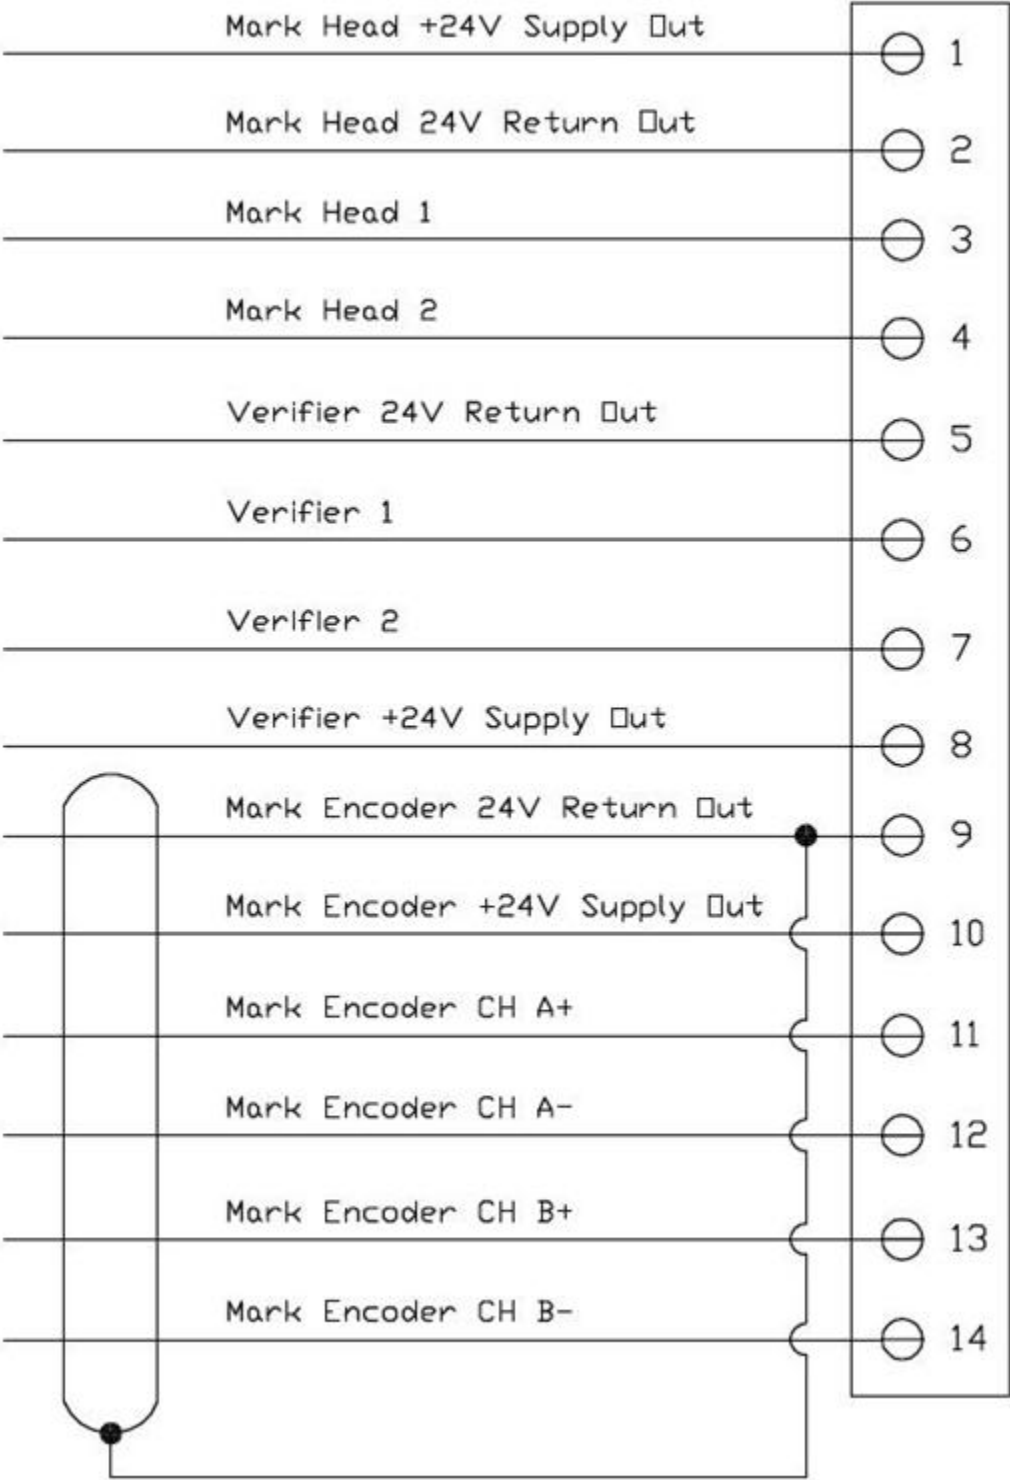 Mark Head +24V Supply Out
1
Mark Head 24V Return Out
2
Mark Head 1
3
Mark Head 2
4
Verifier 24V Return Out
5
Verifier 1
6
Verifier 2
7
Verifier +24V Supply Out
8
Mark Encoder 24V Return Out
9
Mark Encoder +24V Supply Out
10
Mark Encoder CH A+
11
Mark Encoder CH A-
12
Mark Encoder CH B+
13
Mark Encoder CH B-
14